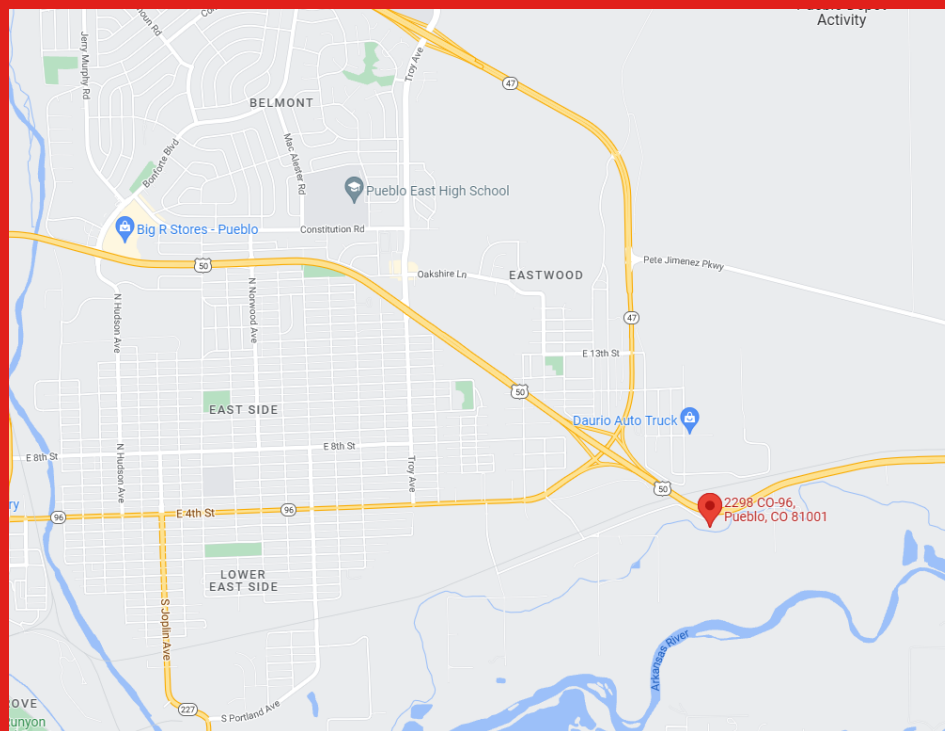 Activity
Jerry Murphy Rd
Troy Ave
47
BELMONT
Bonforte Blvd
Mac Alester Rd
Pueblo East High School
Big R Stores - Pueblo
Constitution Rd
50
Oakshire Ln
EASTWOOD
Pete Jimenez Pkwy
N Hudson Ave
N Norwood Ave
47
E 13th St
50
EAST SIDE
Daurio Auto Truck
E 8th St
E 8th St
N Hudson Ave
Troy Ave
50
ry
96
E 4th St
96
2298 CO-96,
Pueblo, CO 81001
LOWER
EAST SIDE
S Joplin Ave
Arkansas River
227
S Portland Ave
OVE
unyon